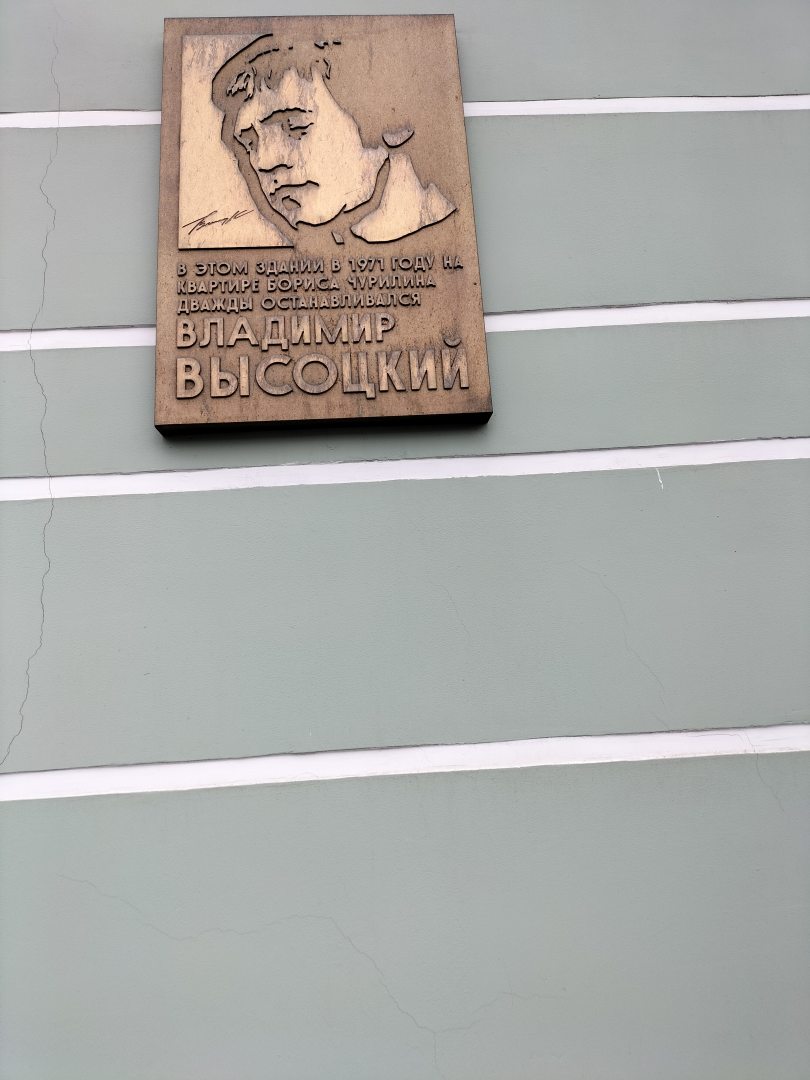 В ЭТОМ ЗДАНИИ В 1971 ГОДУ НА
КВАРТИРЕ БОРИСА ЧУРИЛИНА
ДВАЖДЫ ОСТАНАВЛИВАЛСЯ
ВЛАДИМИР
ВЫСОЦКИЙ